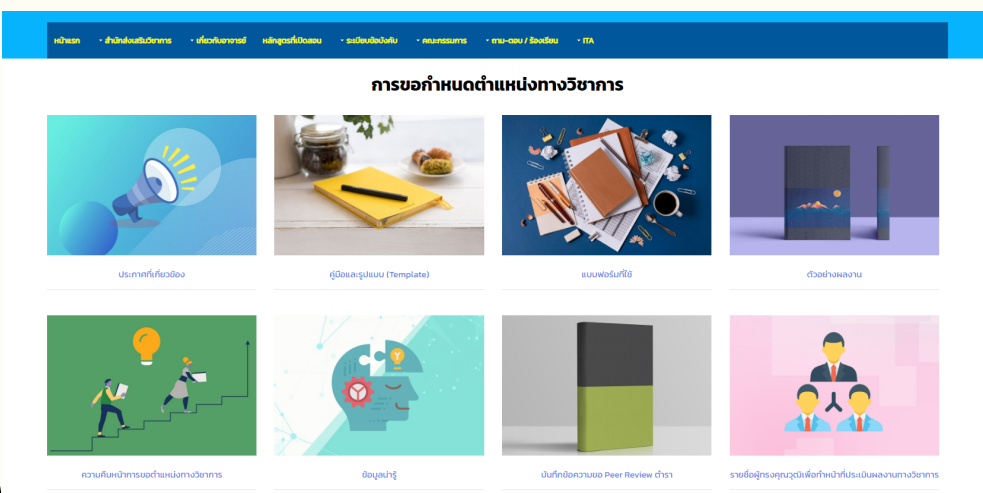 หน้าแรก สำนักส่งเสริมวิชาการ เกี่ยวกับอาจารย์ หลักสูตรที่เปิดสอน ระเบียบข้อบังคับ คณะกรรมการ ถาม-ตอบ / ร้องเรียน ITA
การขอกำหนดตำแหน่งทางวิชาการ
ประกาศที่เกี่ยวข้อง คู่มือและรูปแบบ (Template) แบบฟอร์มที่ใช้ ตัวอย่างผลงาน
ความคืบหน้าการขอตำแหน่งทางวิชาการ ข้อมูลน่ารู้ บันทึกข้อความขอ Peer Review ตำรา รายชื่อผู้ทรงคุณวุฒิเพื่อทำหน้าที่ประเมินผลงานทางวิชาการ